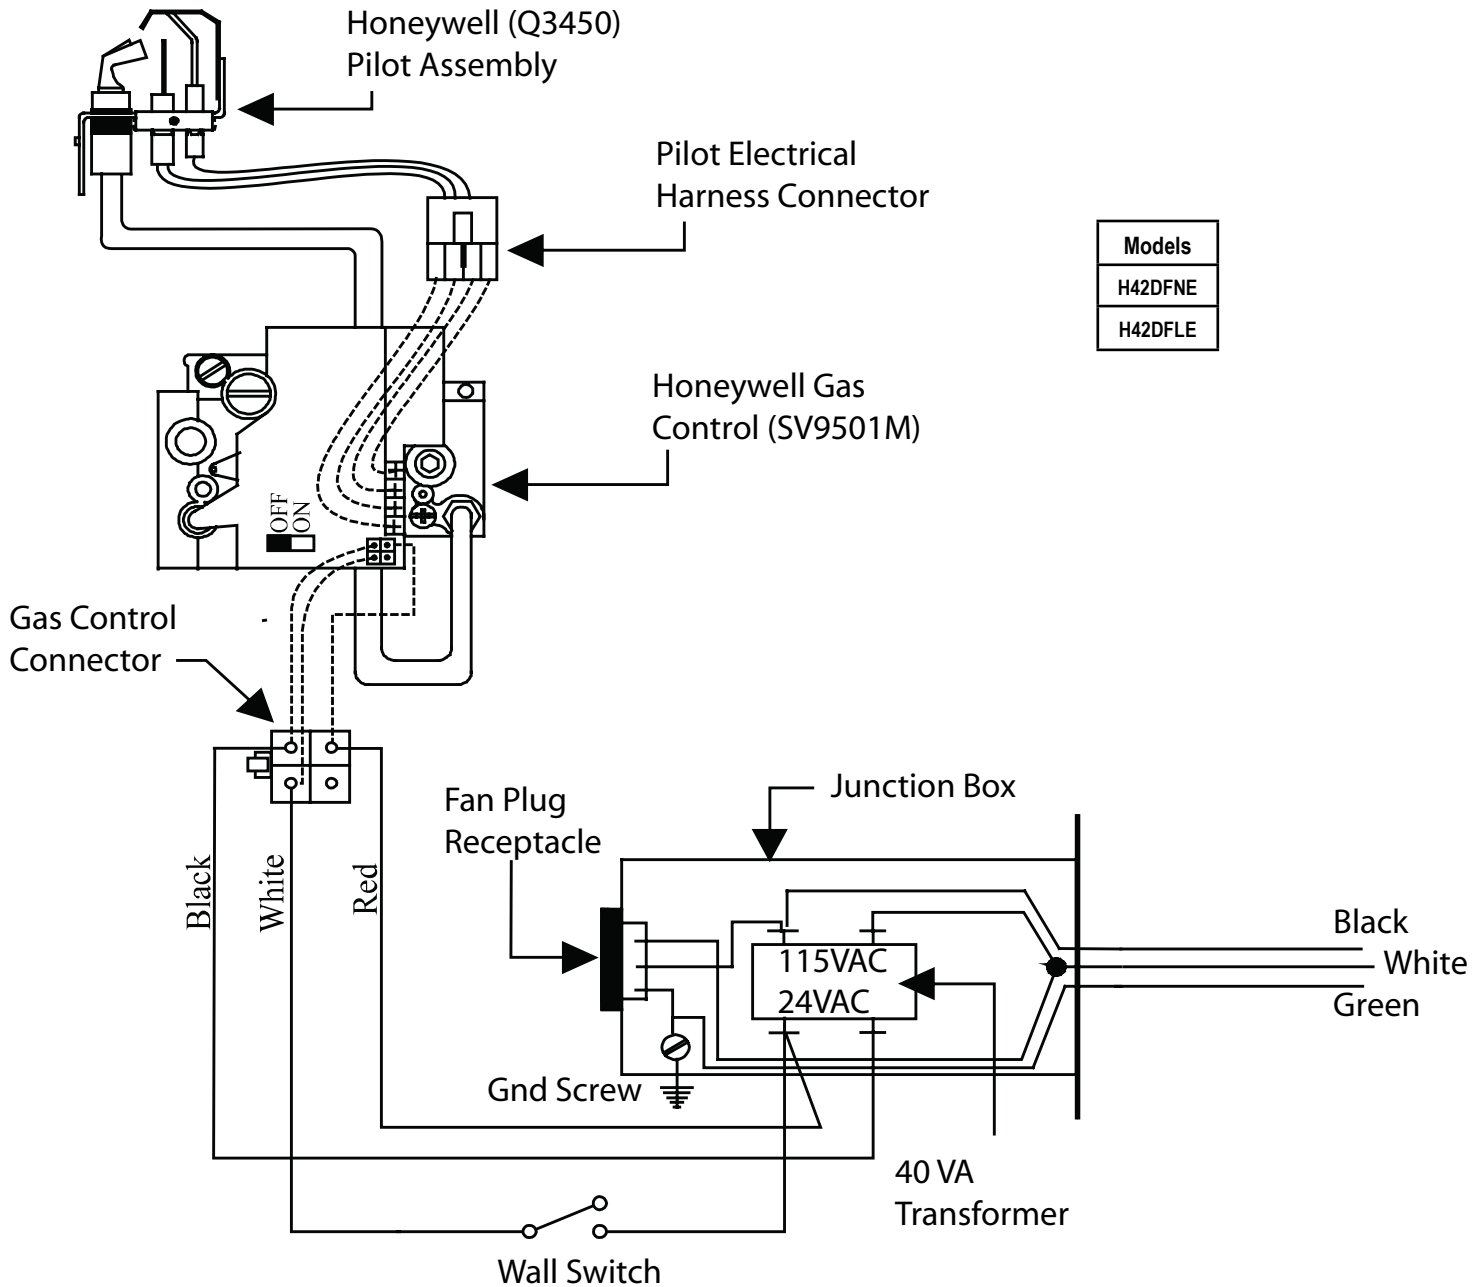 Honeywell (Q3450)
Pilot Assembly
Pilot Electrical
Harness Connector
Models
H42DFNE
H42DFLE
Honeywell Gas
Control (SV9501M)
OFF
ON
Gas Control
Connector
Black
White
Red
Fan Plug
Receptacle
Junction Box
115VAC
24VAC
Black
White
Green
Gnd Screw
40 VA
Transformer
Wall Switch